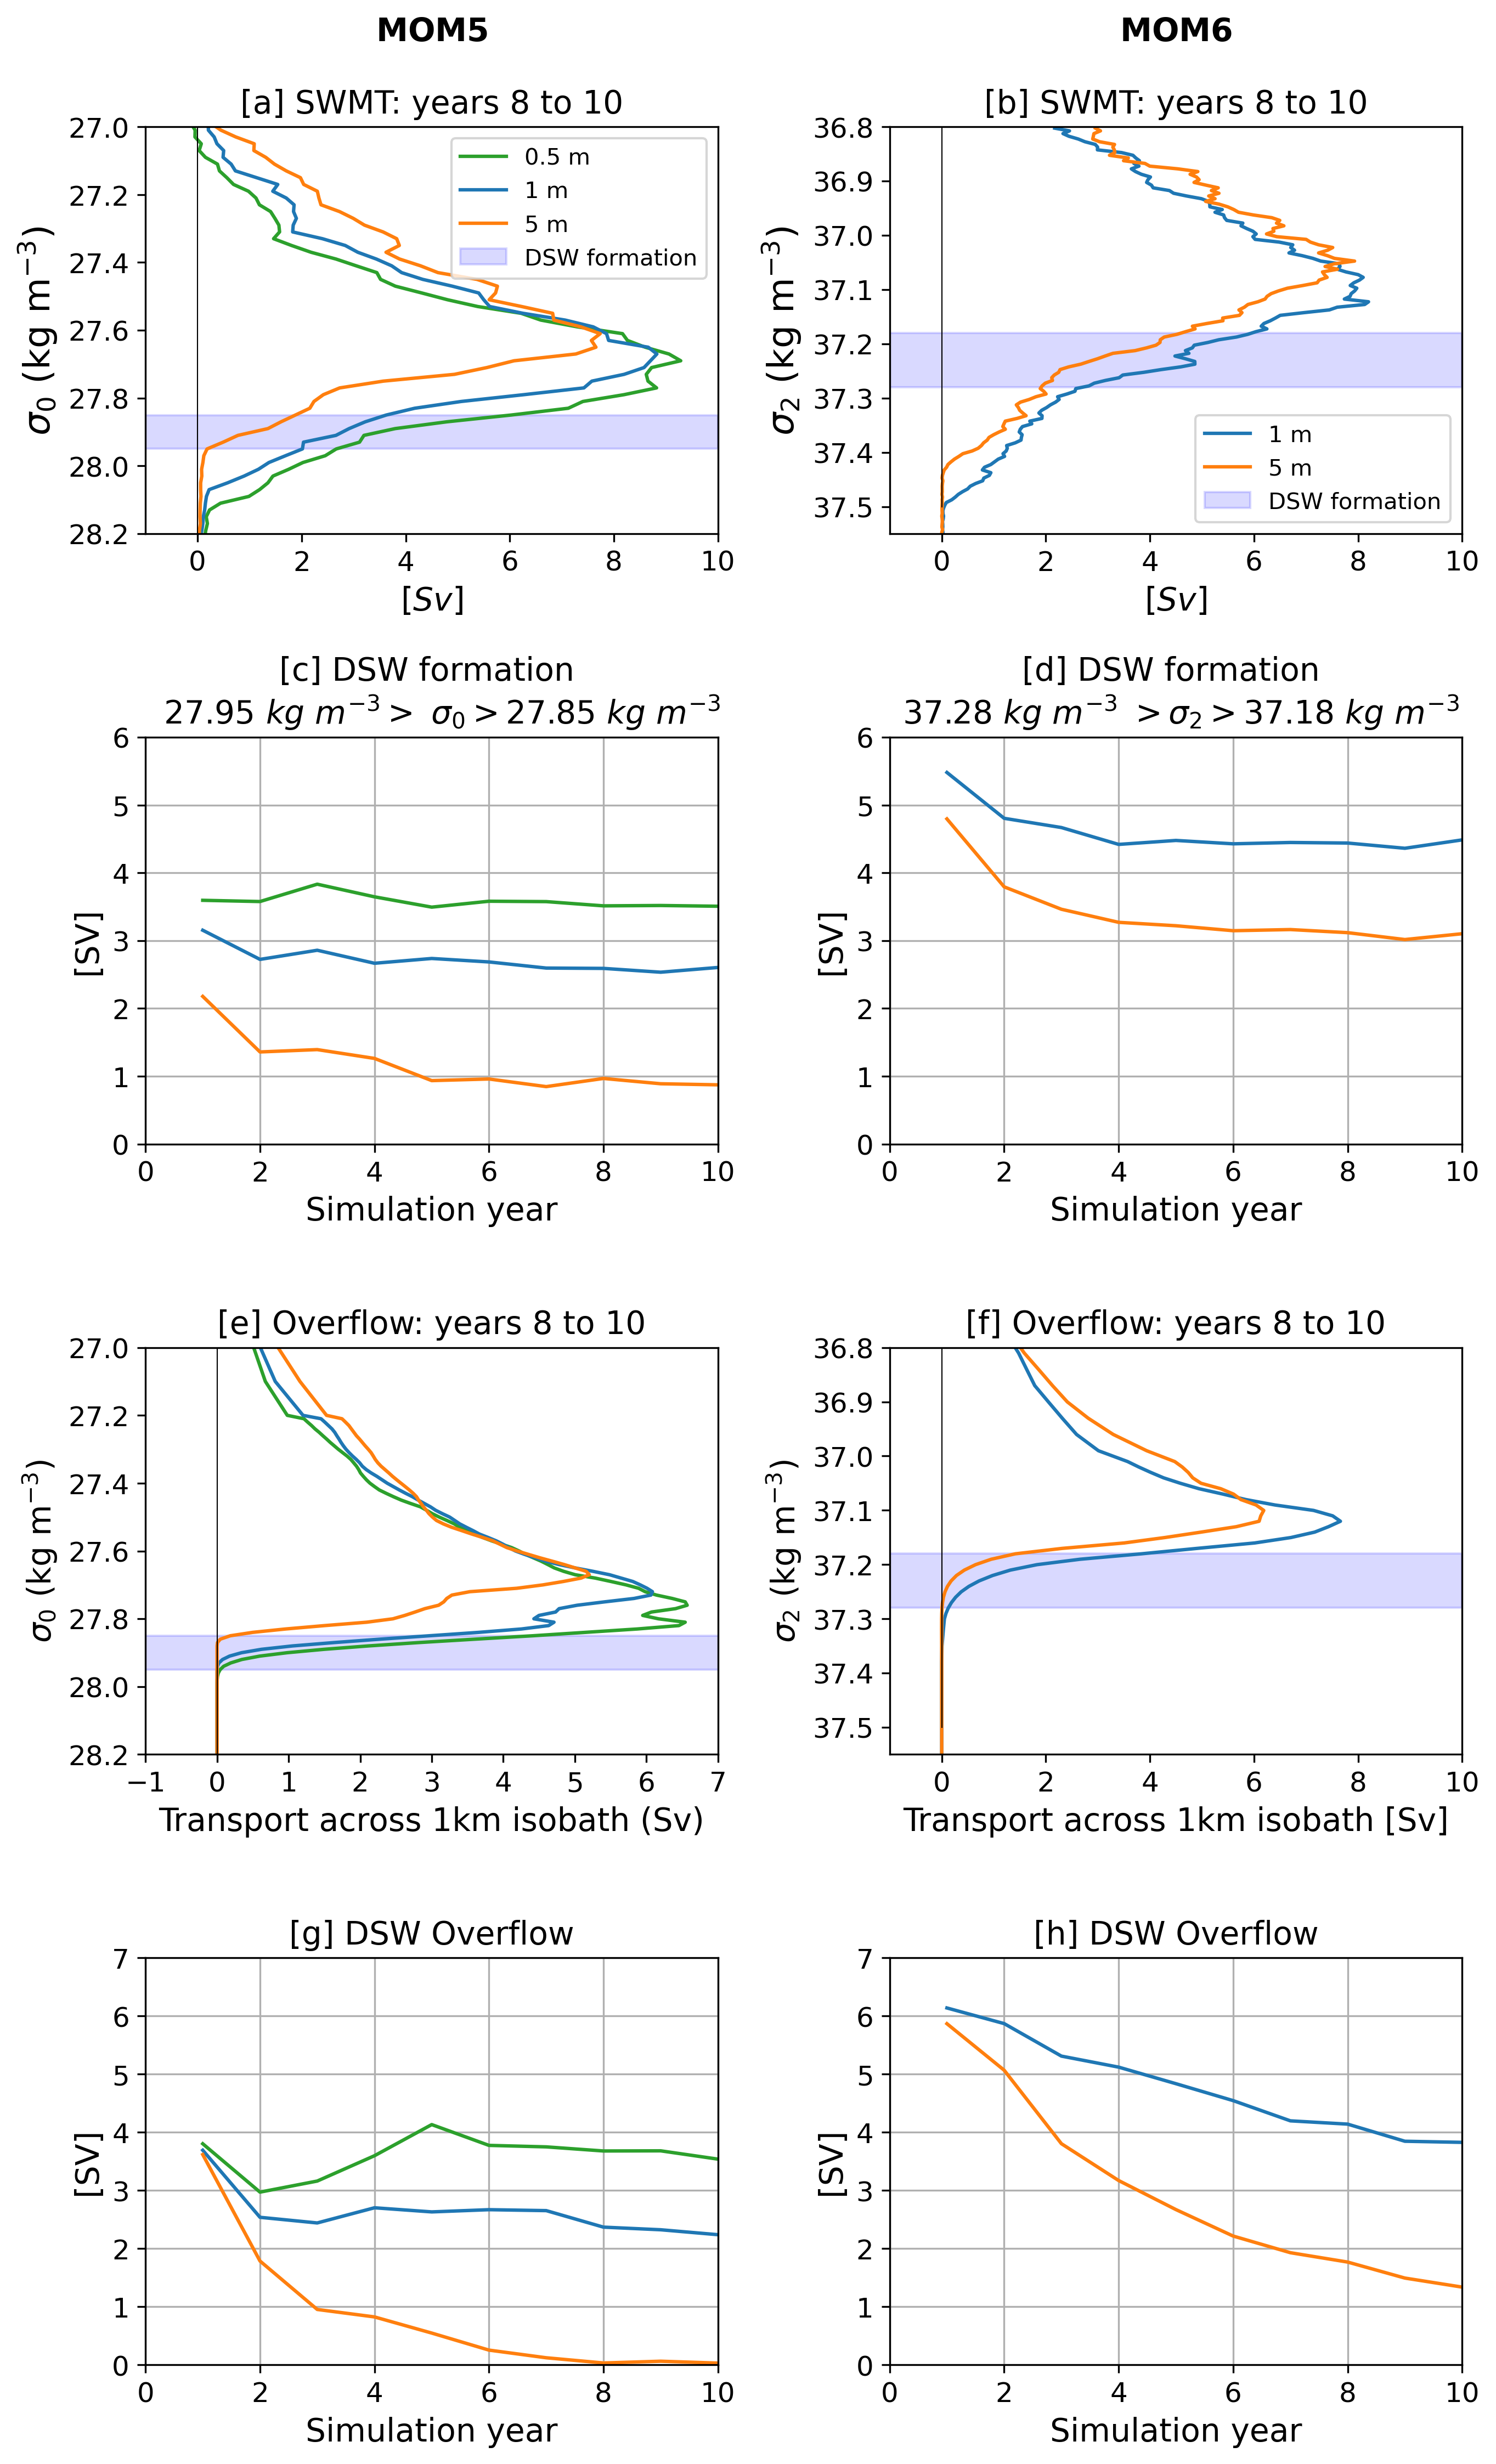 MOM5
MOM6
[a] SWMT: years 8 to 10
27.0
27.2
27.4
27.6
27.8
28.0
28.2
σ₀ (kg m⁻³)
0.5 m
1 m
5 m
DSW formation
0 2 4 6 8 10
[Sv]
[b] SWMT: years 8 to 10
36.8
36.9
37.0
37.1
37.2
37.3
37.4
37.5
σ₂ (kg m⁻³)
1 m
5 m
DSW formation
0 2 4 6 8 10
[Sv]
[c] DSW formation
27.95 kg m⁻³ > σ₀ > 27.85 kg m⁻³
6
5
4
3
2
1
0
[SV]
0 2 4 6 8 10
Simulation year
[d] DSW formation
37.28 kg m⁻³ > σ₂ > 37.18 kg m⁻³
6
5
4
3
2
1
0
[SV]
0 2 4 6 8 10
Simulation year
[e] Overflow: years 8 to 10
27.0
27.2
27.4
27.6
27.8
28.0
28.2
σ₀ (kg m⁻³)
−1 0 1 2 3 4 5 6 7
Transport across 1km isobath (Sv)
[f] Overflow: years 8 to 10
36.8
36.9
37.0
37.1
37.2
37.3
37.4
37.5
σ₂ (kg m⁻³)
0 2 4 6 8 10
Transport across 1km isobath [Sv]
[g] DSW Overflow
7
6
5
4
3
2
1
0
[SV]
0 2 4 6 8 10
Simulation year
[h] DSW Overflow
7
6
5
4
3
2
1
0
[SV]
0 2 4 6 8 10
Simulation year